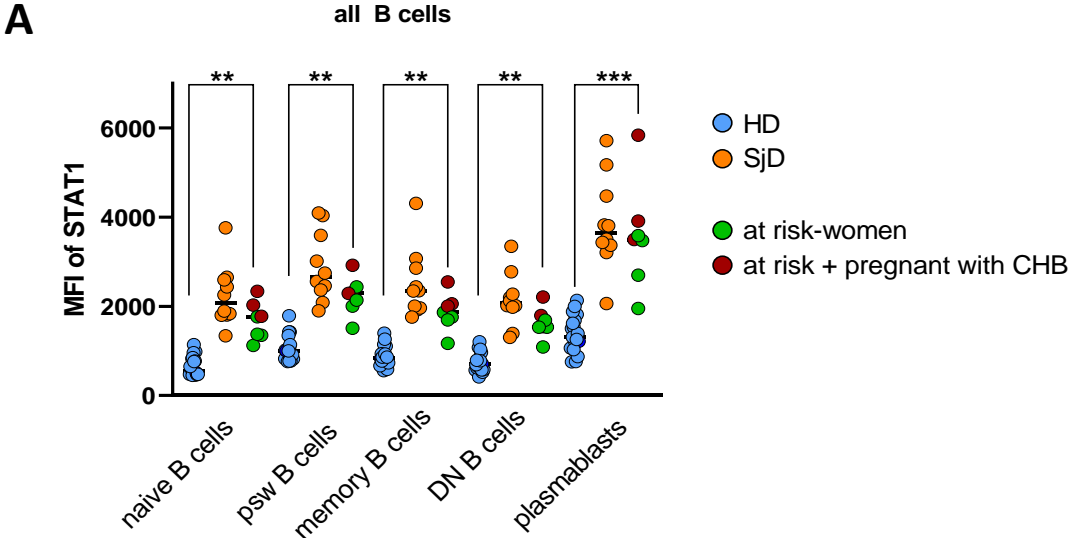 A
all B cells
** ** ** ** ***
MFI of STAT1
6000
4000
2000
0
naive B cells
psw B cells
memory B cells
DN B cells
plasmablasts
HD
SjD
at risk-women
at risk + pregnant with CHB